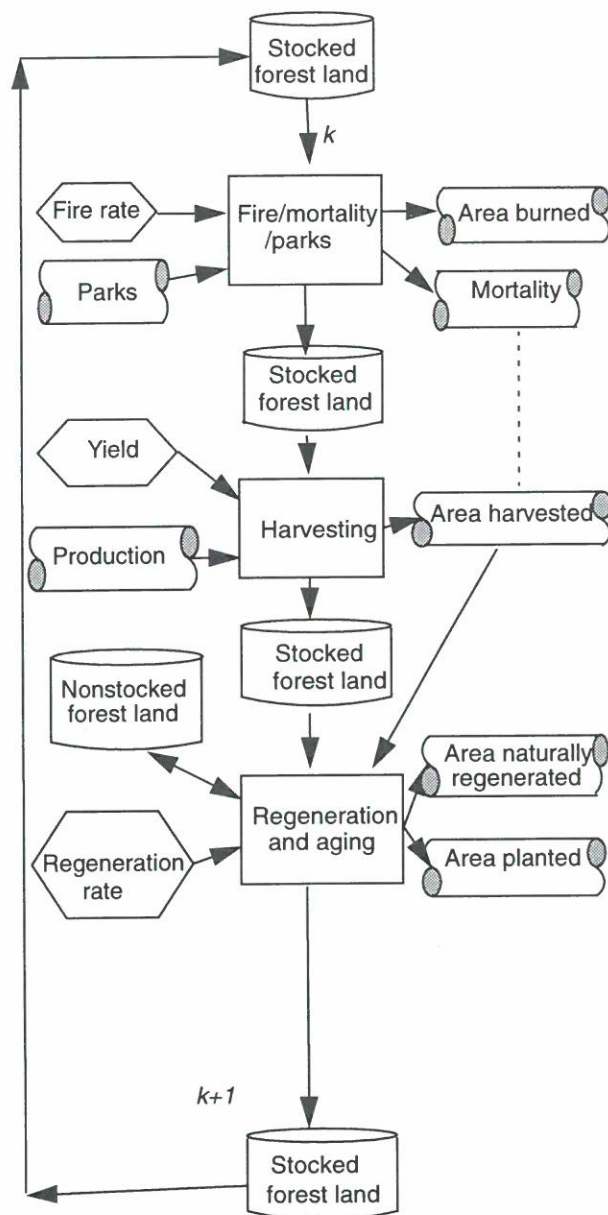 Stocked
forest land
k
Fire rate
Fire/mortality
/parks
Area burned
Parks
Mortality
Stocked
forest land
Yield
Harvesting
Area harvested
Production
Stocked
forest land
Nonstocked
forest land
Area naturally
regenerated
Regeneration
and aging
Area planted
Regeneration
rate
k+1
Stocked
forest land